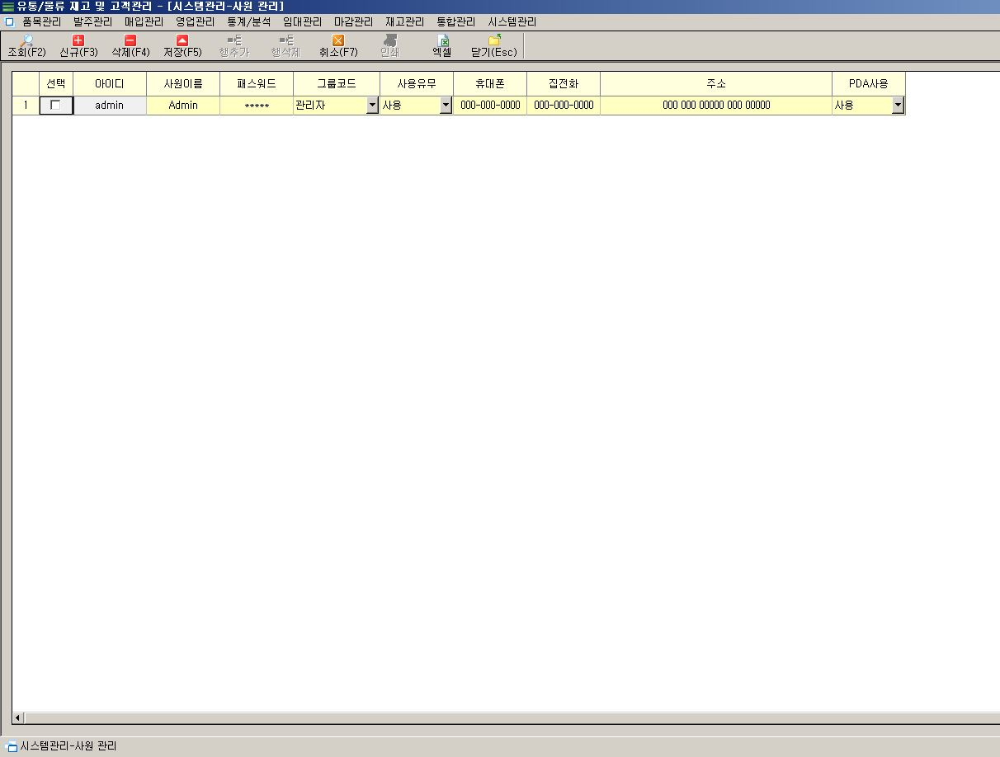 유통/물류 재고 및 고객관리 - [시스템관리-사원 관리]
품목관리 발주관리 매입관리 영업관리 통계/분석 임대관리 마감관리 재고관리 통합관리 시스템관리
조회(F2) 신규(F3) 삭제(F4) 저장(F5) 행추가 행삭제 취소(F7) 인쇄 엑셀 닫기(Esc)
선택 아이디 사원이름 패스워드 그룹코드 사용유무 휴대폰 집전화 주소 PDA사용
1 admin Admin ***** 관리자 사용 000-000-0000 000-000-0000 000 000 00000 000 00000 사용
시스템관리-사원 관리